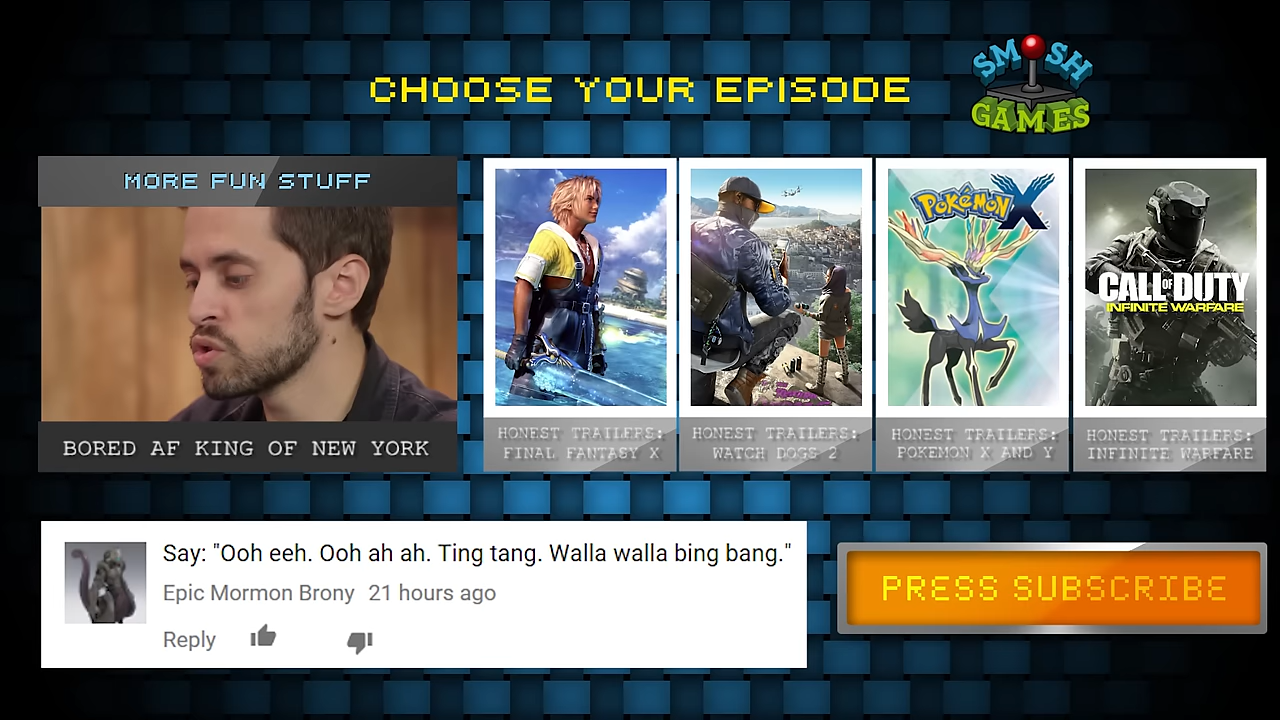 CHOOSE YOUR EPISODE
SMOSH
GAMES
MORE FUN STUFF
BORED AF KING OF NEW YORK
POKéMON X
CALL OF DUTY
INFINITE WARFARE
HONEST TRAILERS:
FINAL FANTASY X
HONEST TRAILERS:
WATCH DOGS 2
HONEST TRAILERS:
POKEMON X AND Y
HONEST TRAILERS:
INFINITE WARFARE
Say: "Ooh eeh. Ooh ah ah. Ting tang. Walla walla bing bang."
Epic Mormon Brony 21 hours ago
Reply
PRESS SUBSCRIBE